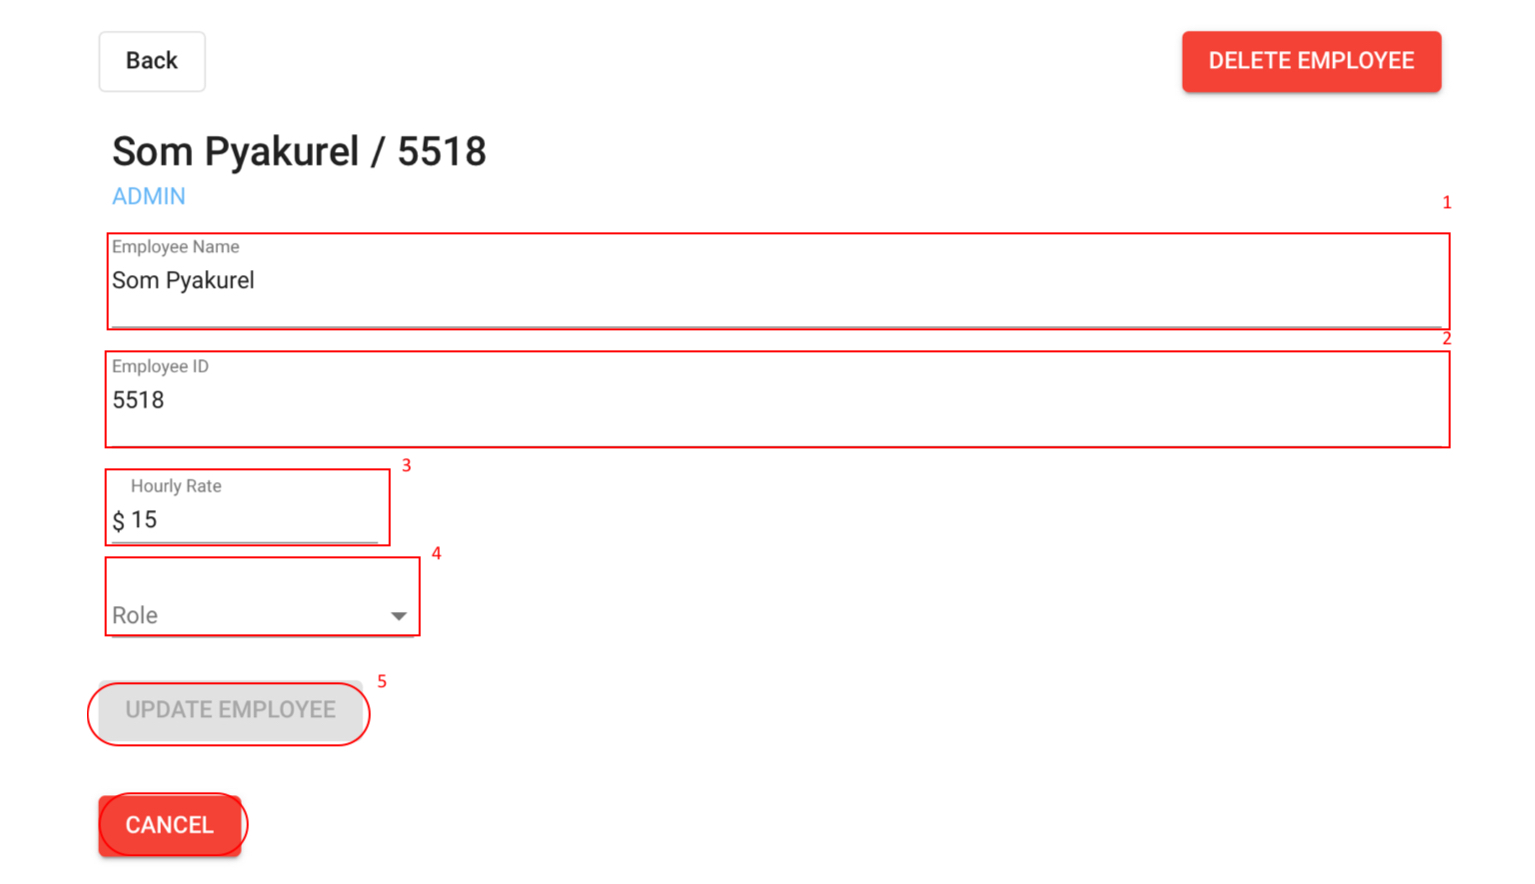 Back
DELETE EMPLOYEE
Som Pyakurel / 5518
ADMIN
1
Employee Name
Som Pyakurel
2
Employee ID
5518
3
Hourly Rate
$ 15
4
Role
5
UPDATE EMPLOYEE
CANCEL